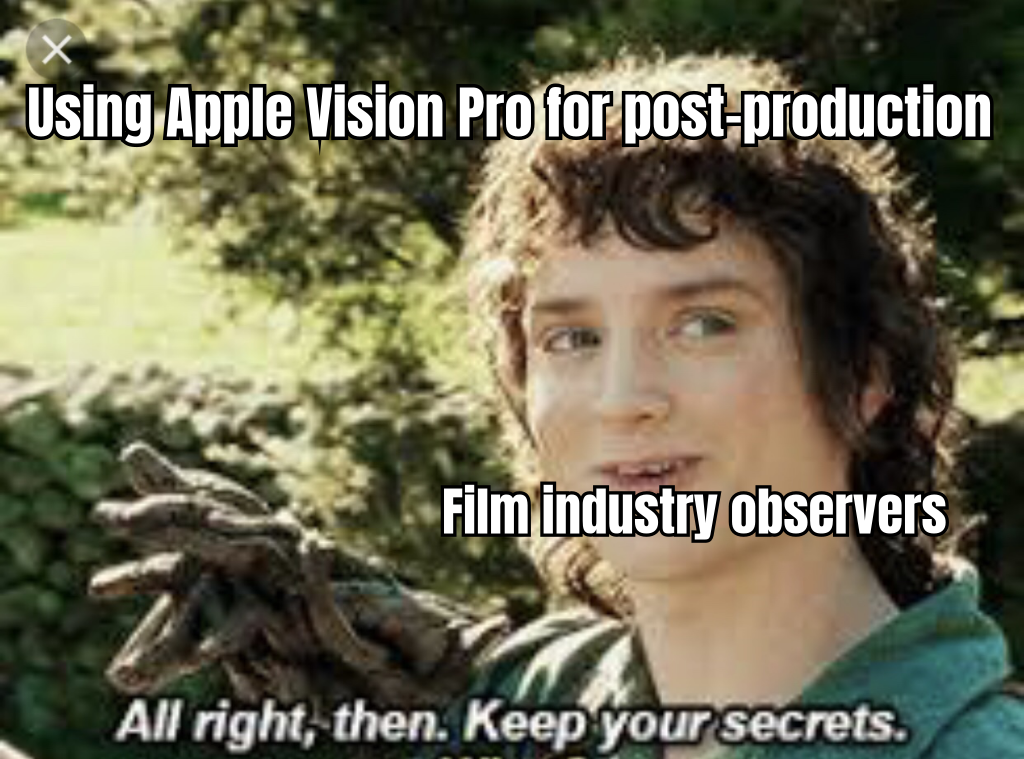 Using Apple Vision Pro for post-production
Film industry observers
All right, then. Keep your secrets.